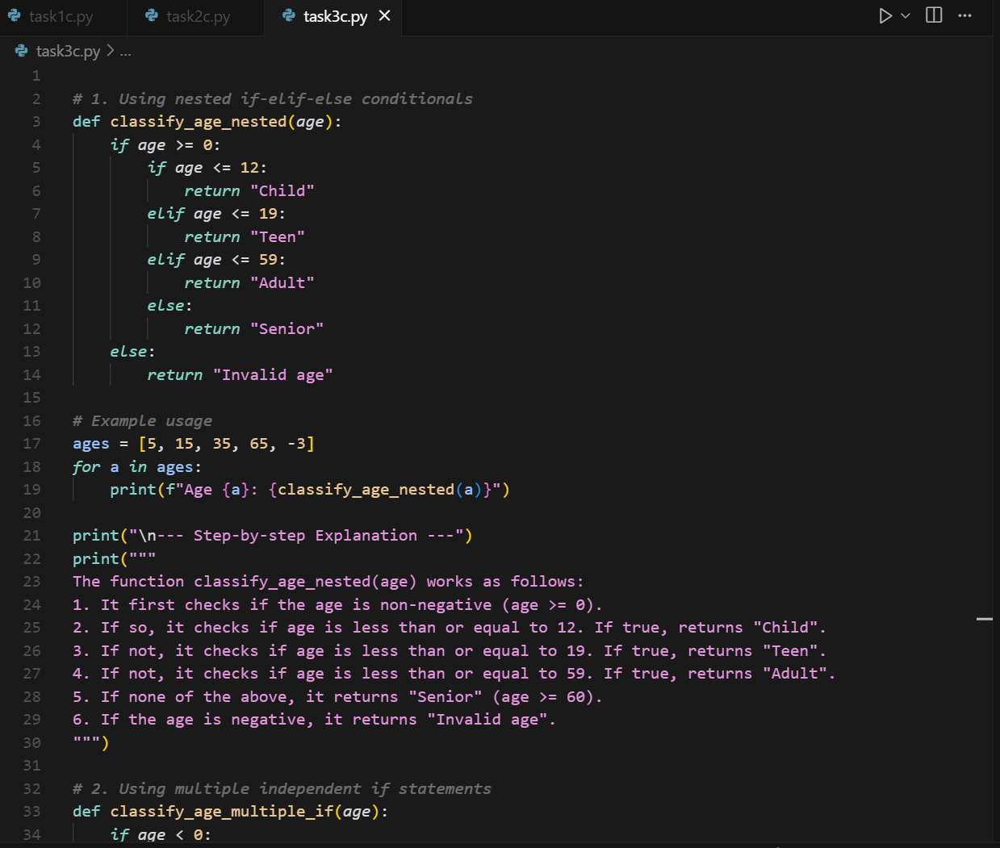 task1c.py task2c.py task3c.py
task3c.py > ...
1
2 # 1. Using nested if-elif-else conditionals
3 def classify_age_nested(age):
4     if age >= 0:
5         if age <= 12:
6             return "Child"
7         elif age <= 19:
8             return "Teen"
9         elif age <= 59:
10             return "Adult"
11         else:
12             return "Senior"
13     else:
14         return "Invalid age"
15
16 # Example usage
17 ages = [5, 15, 35, 65, -3]
18 for a in ages:
19     print(f"Age {a}: {classify_age_nested(a)}")
20
21 print("\n--- Step-by-step Explanation ---")
22 print("""
23 The function classify_age_nested(age) works as follows:
24 1. It first checks if the age is non-negative (age >= 0).
25 2. If so, it checks if age is less than or equal to 12. If true, returns "Child".
26 3. If not, it checks if age is less than or equal to 19. If true, returns "Teen".
27 4. If not, it checks if age is less than or equal to 59. If true, returns "Adult".
28 5. If none of the above, it returns "Senior" (age >= 60).
29 6. If the age is negative, it returns "Invalid age".
30 """)
31
32 # 2. Using multiple independent if statements
33 def classify_age_multiple_if(age):
34     if age < 0: